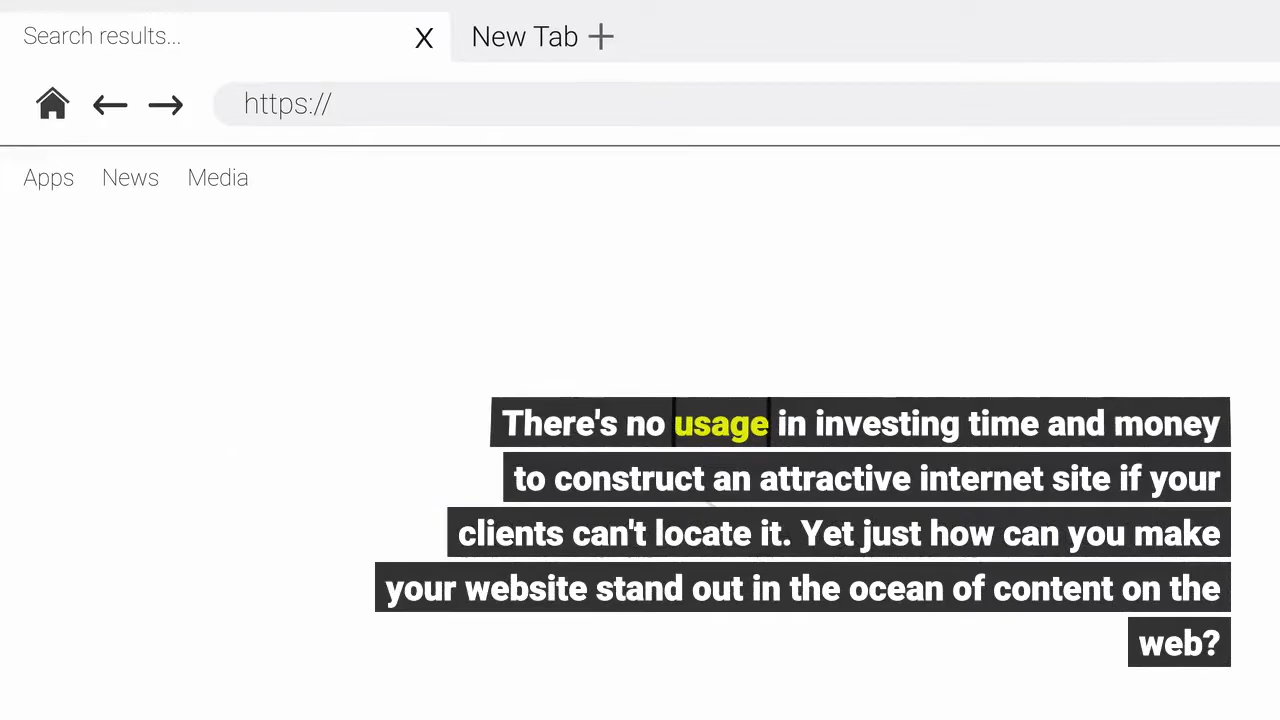 Search results...
X
New Tab +
https://
Apps News Media
There's no usage in investing time and money
to construct an attractive internet site if your
clients can't locate it. Yet just how can you make
your website stand out in the ocean of content on the
web?